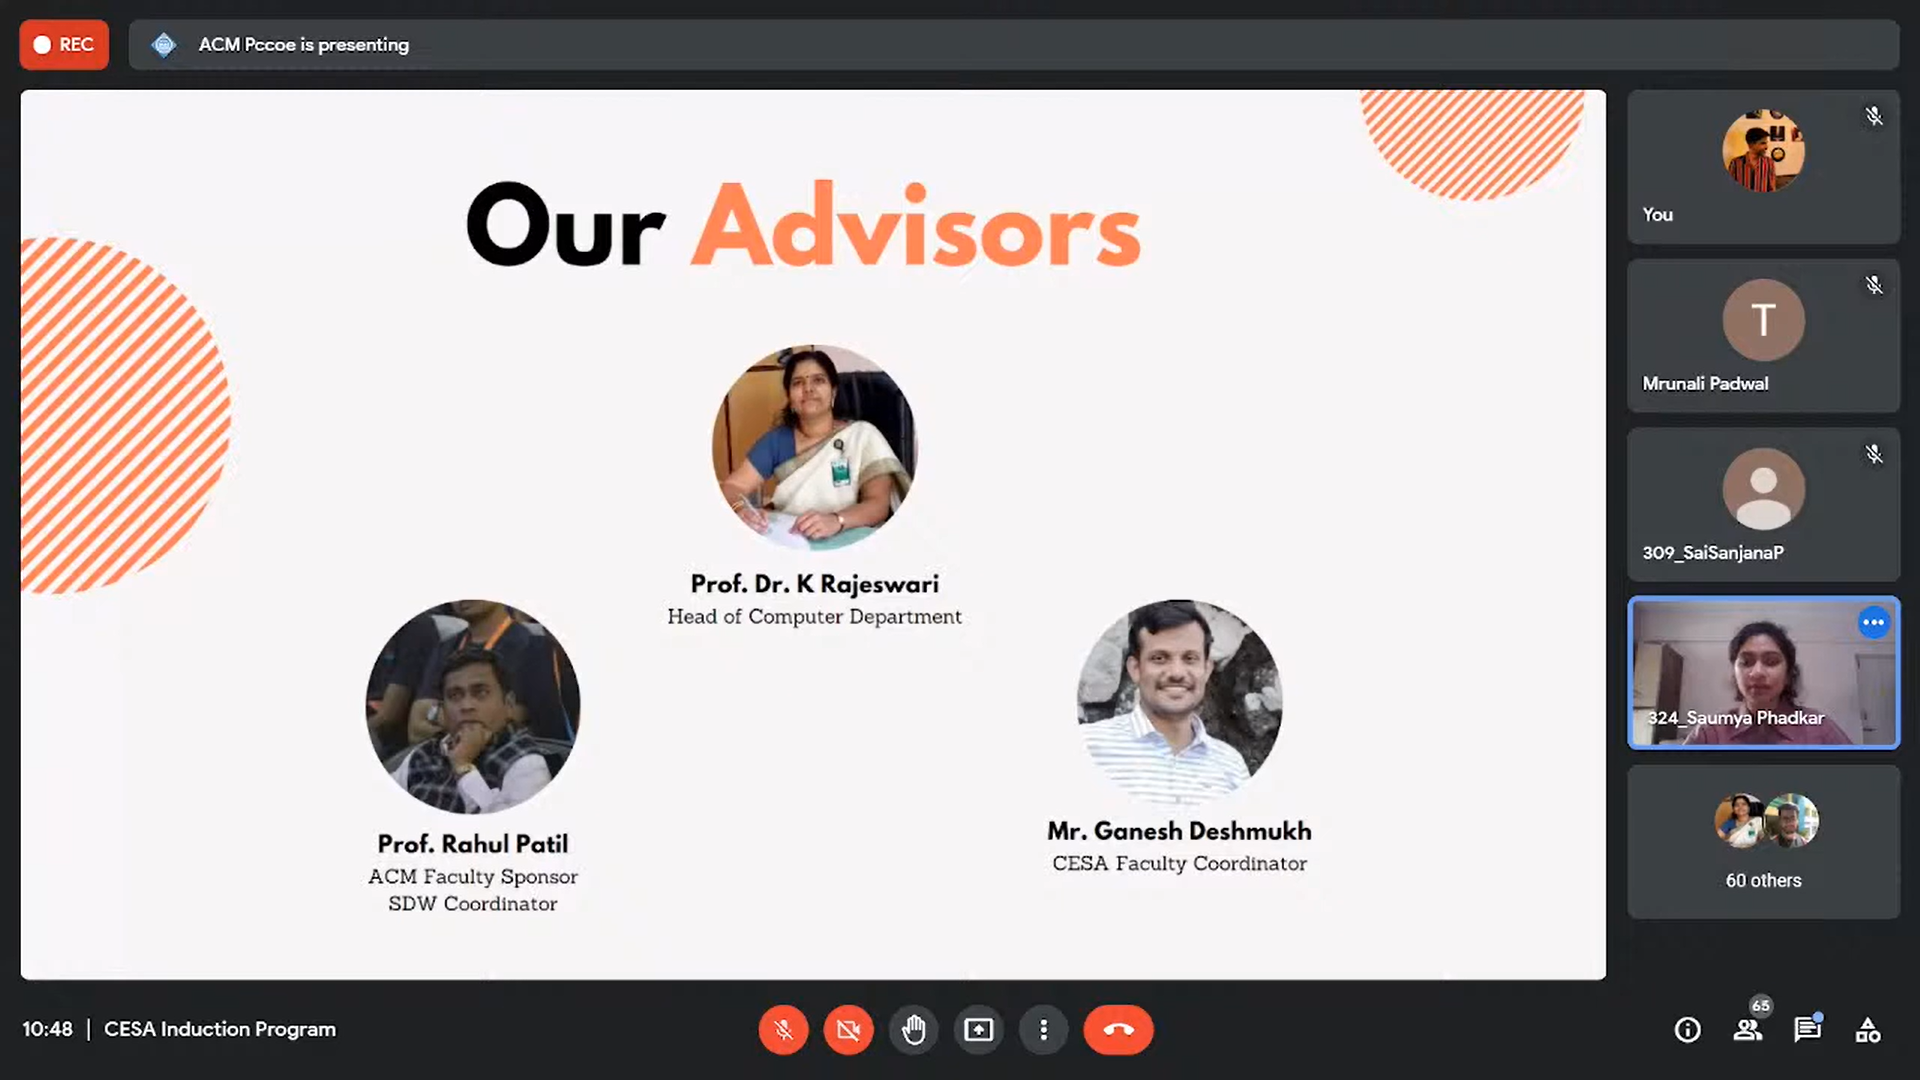 REC
ACM Pccoe is presenting
Our Advisors
Prof. Dr. K Rajeswari
Head of Computer Department
Prof. Rahul Patil
ACM Faculty Sponsor
SDW Coordinator
Mr. Ganesh Deshmukh
CESA Faculty Coordinator
You
T
Mrunali Padwal
309_SaiSanjanaP
324_Saumya Phadkar
60 others
10:48 | CESA Induction Program
65